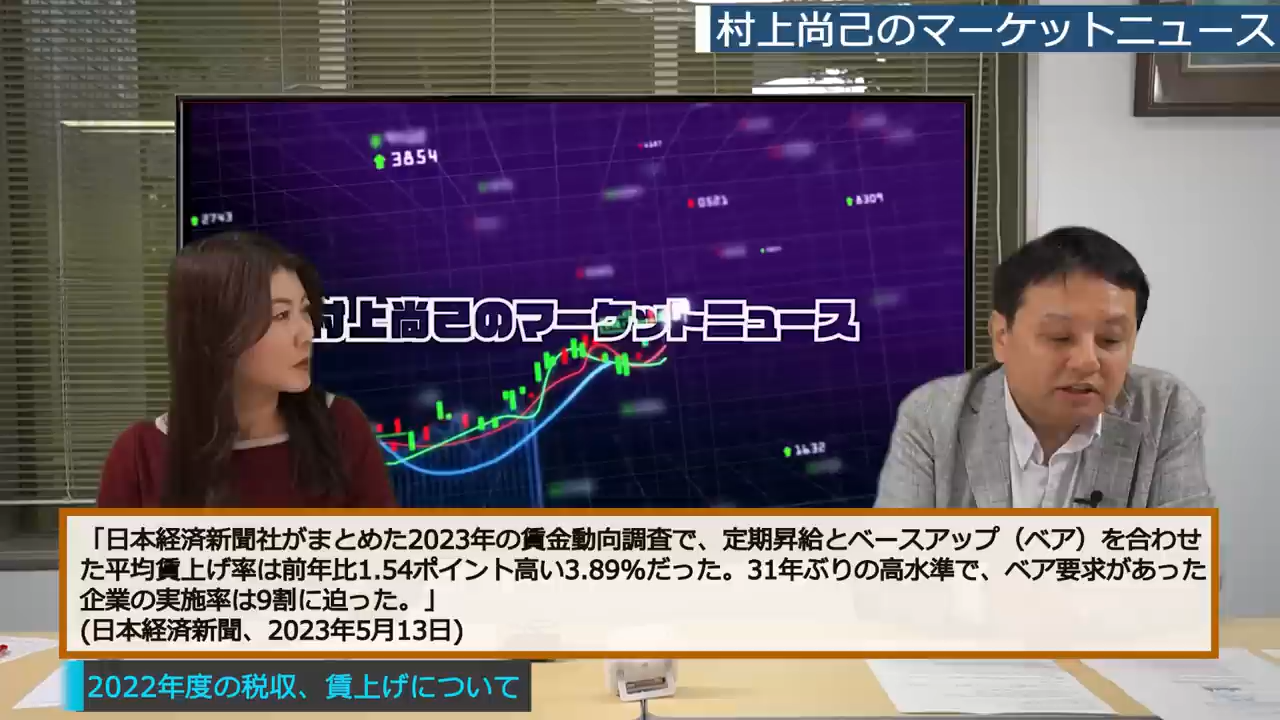 村上尚己のマーケットニュース
3854
2743
0521
8309
村上尚己のマーケットニュース
1632
「日本経済新聞社がまとめた2023年の賃金動向調査で、定期昇給とベースアップ（ベア）を合わせ
た平均賃上げ率は前年比1.54ポイント高い3.89%だった。31年ぶりの高水準で、ベア要求があった
企業の実施率は9割に迫った。」
(日本経済新聞、2023年5月13日)
2022年度の税収、賃上げについて